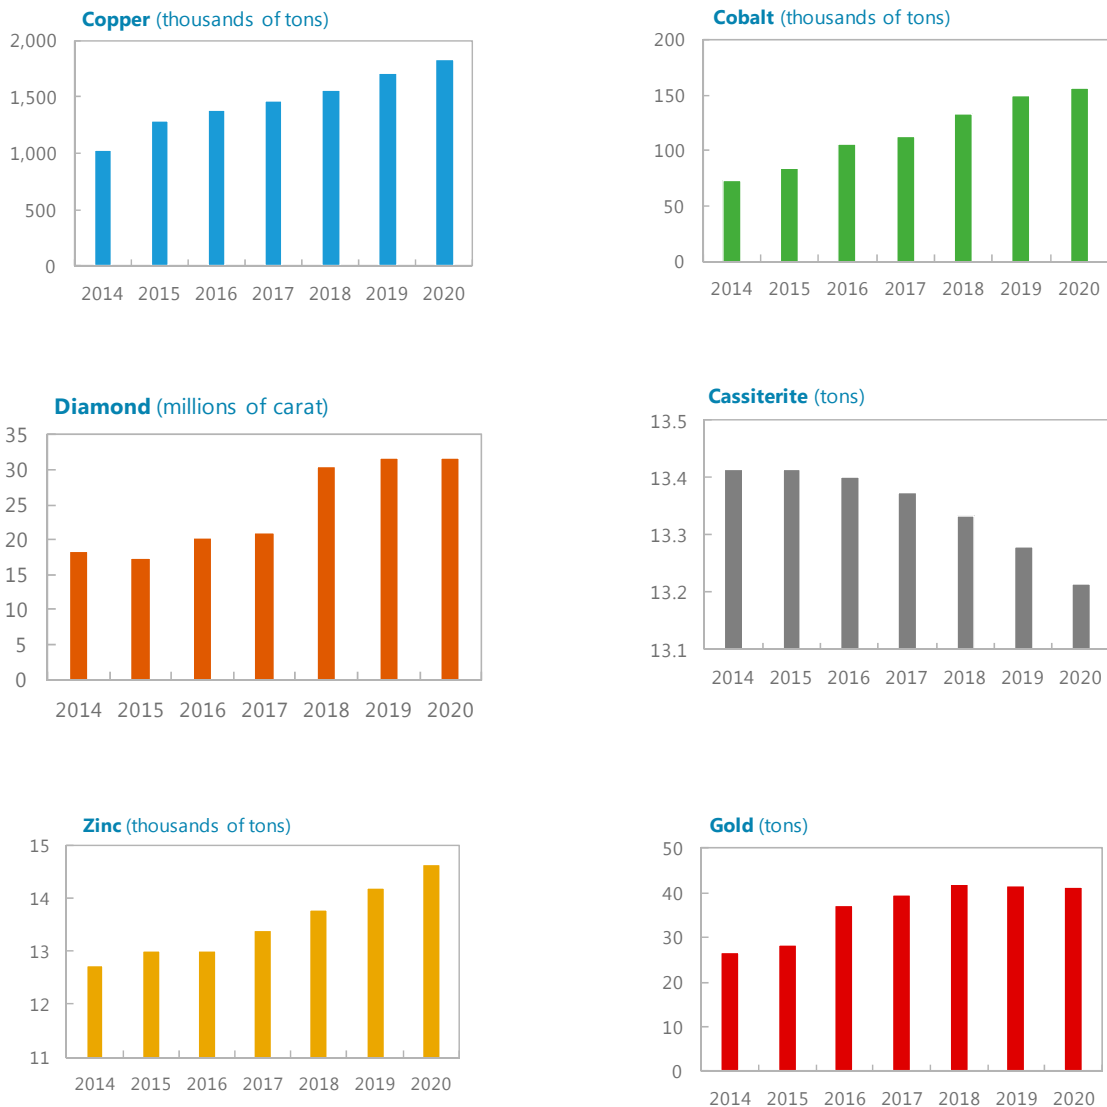 Copper (thousands of tons)
2,000
1,500
1,000
500
0
2014 2015 2016 2017 2018 2019 2020
Cobalt (thousands of tons)
200
150
100
50
0
2014 2015 2016 2017 2018 2019 2020
Diamond (millions of carat)
35
30
25
20
15
10
5
0
2014 2015 2016 2017 2018 2019 2020
Cassiterite (tons)
13.5
13.4
13.3
13.2
13.1
2014 2015 2016 2017 2018 2019 2020
Zinc (thousands of tons)
15
14
13
12
11
2014 2015 2016 2017 2018 2019 2020
Gold (tons)
50
40
30
20
10
0
2014 2015 2016 2017 2018 2019 2020